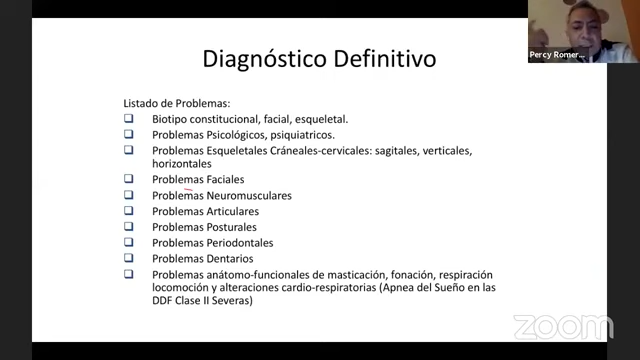 Percy Romer...
Diagnóstico Definitivo
Listado de Problemas:
Biotipo constitucional, facial, esqueletal.
Problemas Psicológicos, psiquiatricos.
Problemas Esqueletales Cráneales-cervicales: sagitales, verticales,
horizontales
Problemas Faciales
Problemas Neuromusculares
Problemas Articulares
Problemas Posturales
Problemas Periodontales
Problemas Dentarios
Problemas anátomo-funcionales de masticación, fonación, respiración
locomoción y alteraciones cardio-respiratorias (Apnea del Sueño en las
DDF Clase II Severas)
zoom